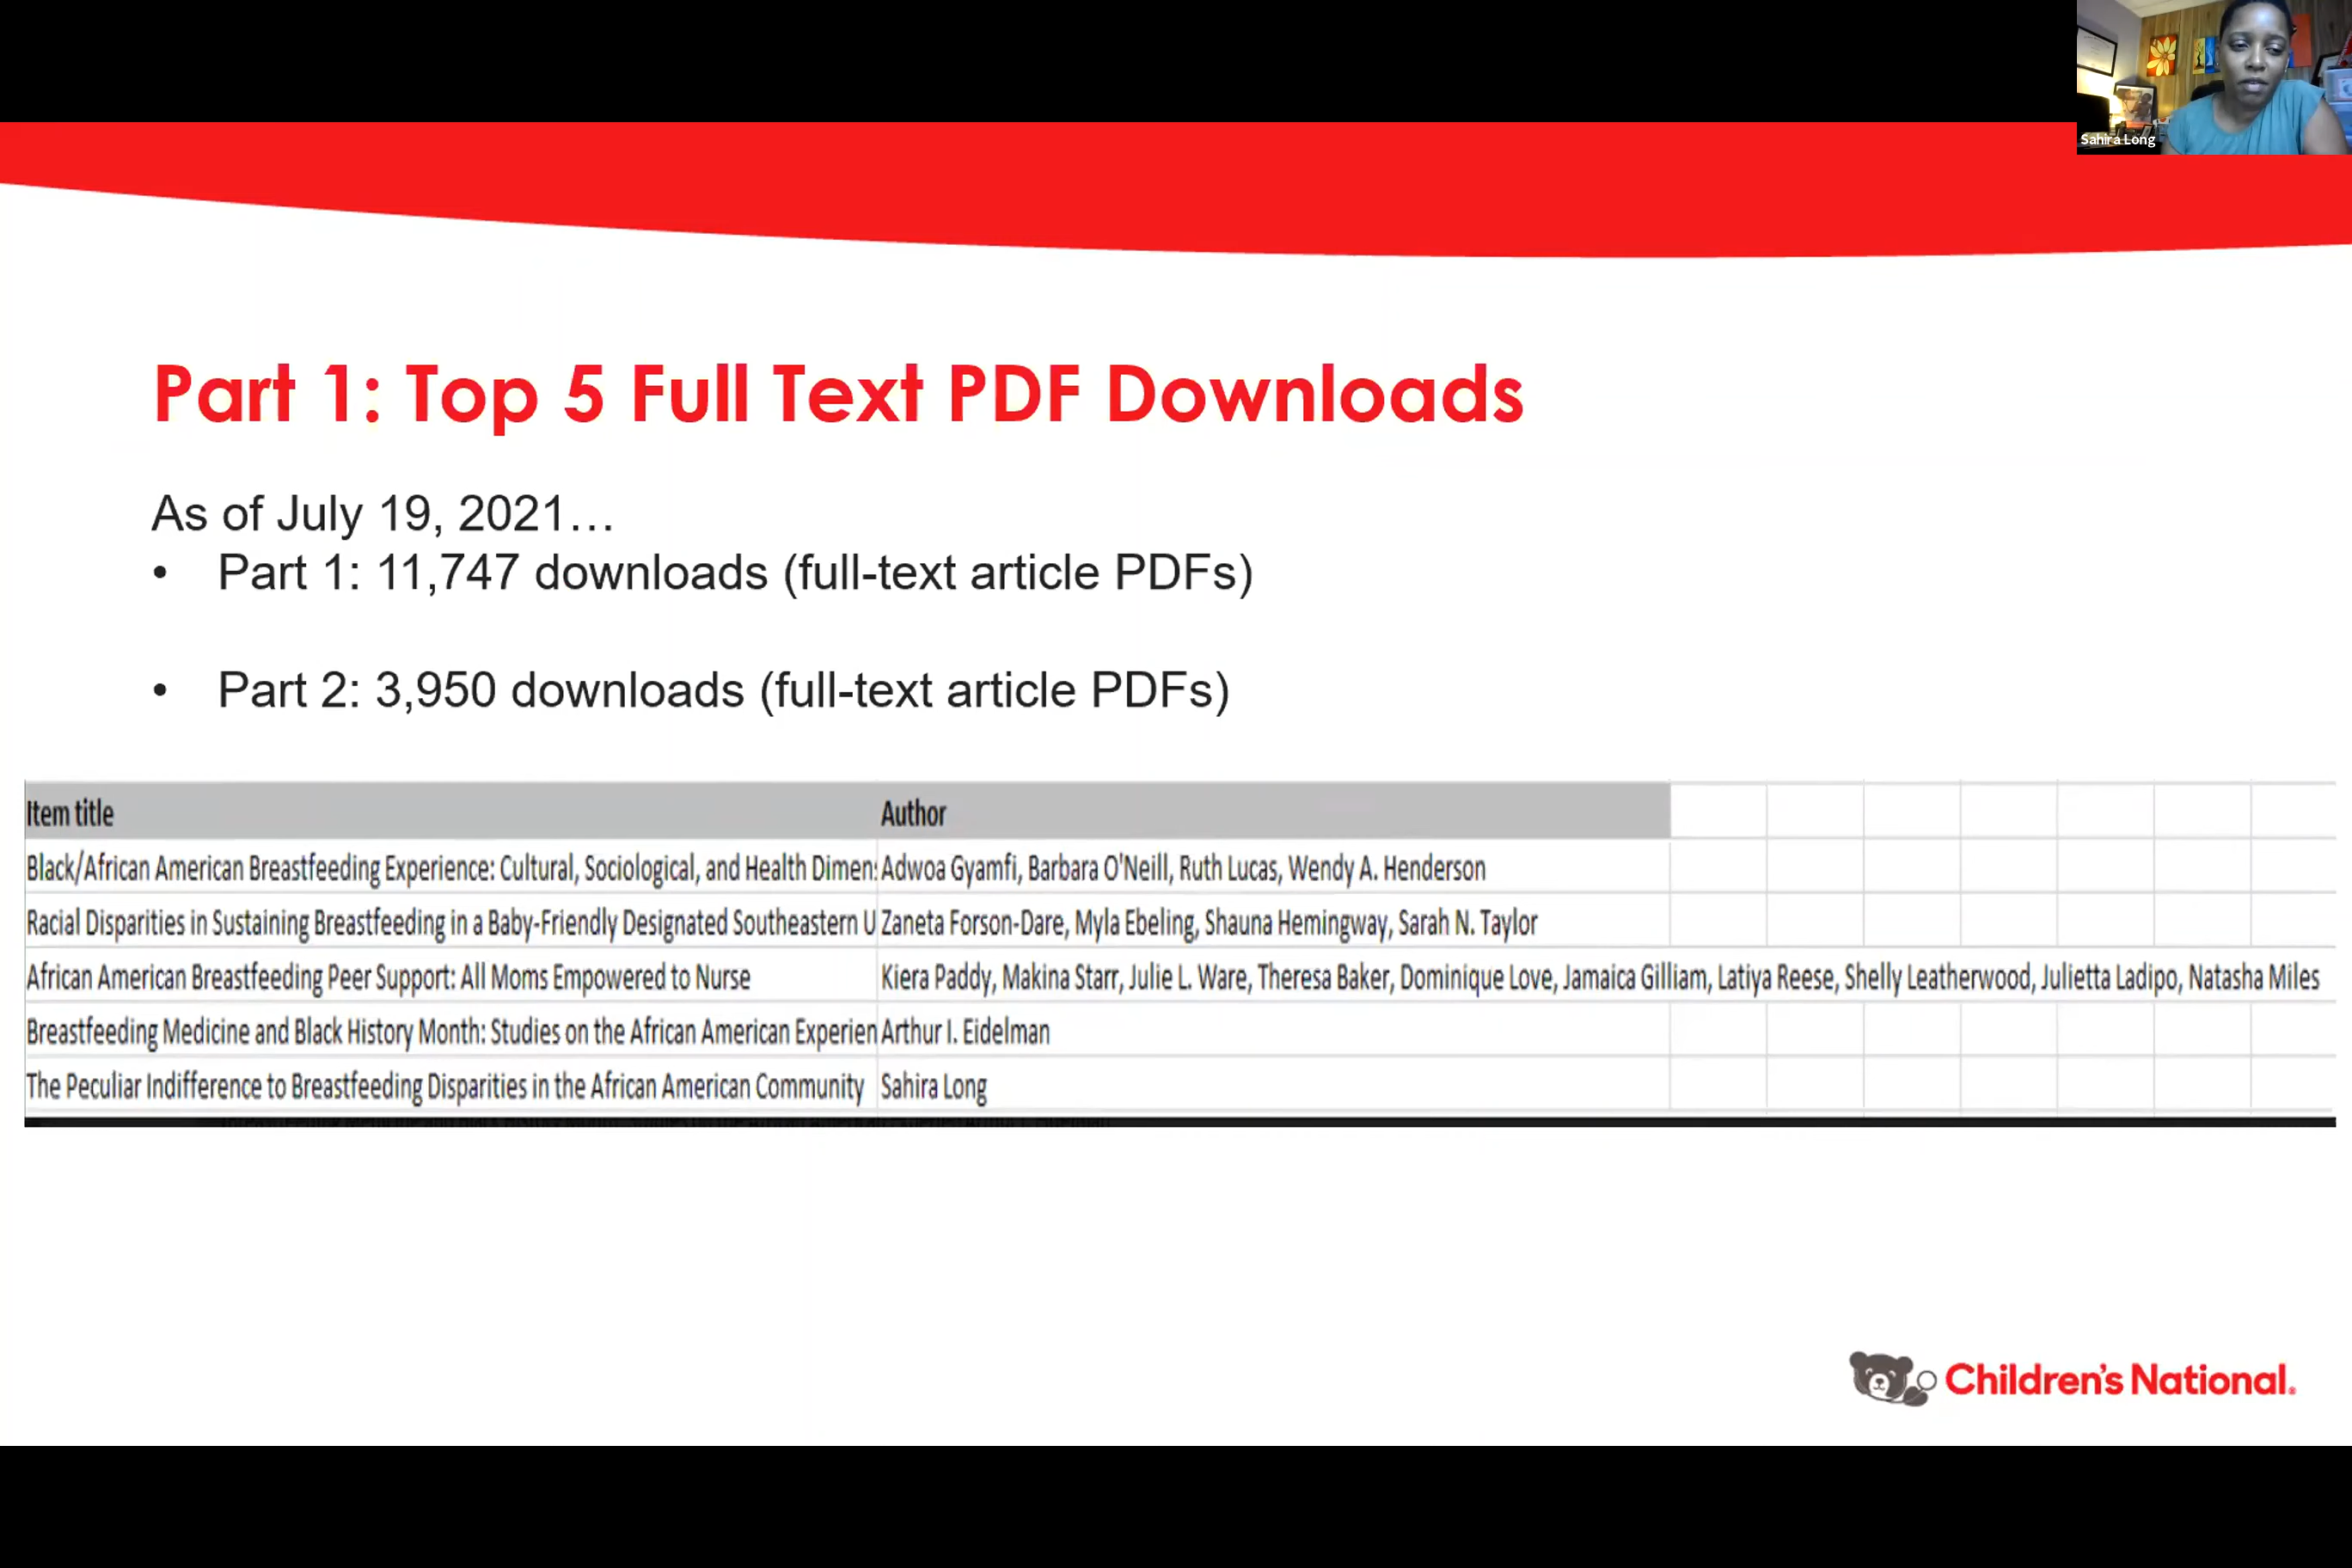 Sahira Long
Part 1: Top 5 Full Text PDF Downloads
As of July 19, 2021…
• Part 1: 11,747 downloads (full-text article PDFs)
• Part 2: 3,950 downloads (full-text article PDFs)
Item title Author
Black/African American Breastfeeding Experience: Cultural, Sociological, and Health Dimens Adwoa Gyamfi, Barbara O'Neill, Ruth Lucas, Wendy A. Henderson
Racial Disparities in Sustaining Breastfeeding in a Baby-Friendly Designated Southeastern U Zaneta Forson-Dare, Myla Ebeling, Shauna Hemingway, Sarah N. Taylor
African American Breastfeeding Peer Support: All Moms Empowered to Nurse Kiera Paddy, Makina Starr, Julie L. Ware, Theresa Baker, Dominique Love, Jamaica Gilliam, Latiya Reese, Shelly Leatherwood, Julietta Ladipo, Natasha Miles
Breastfeeding Medicine and Black History Month: Studies on the African American Experien Arthur I. Eidelman
The Peculiar Indifference to Breastfeeding Disparities in the African American Community Sahira Long
Children's National®